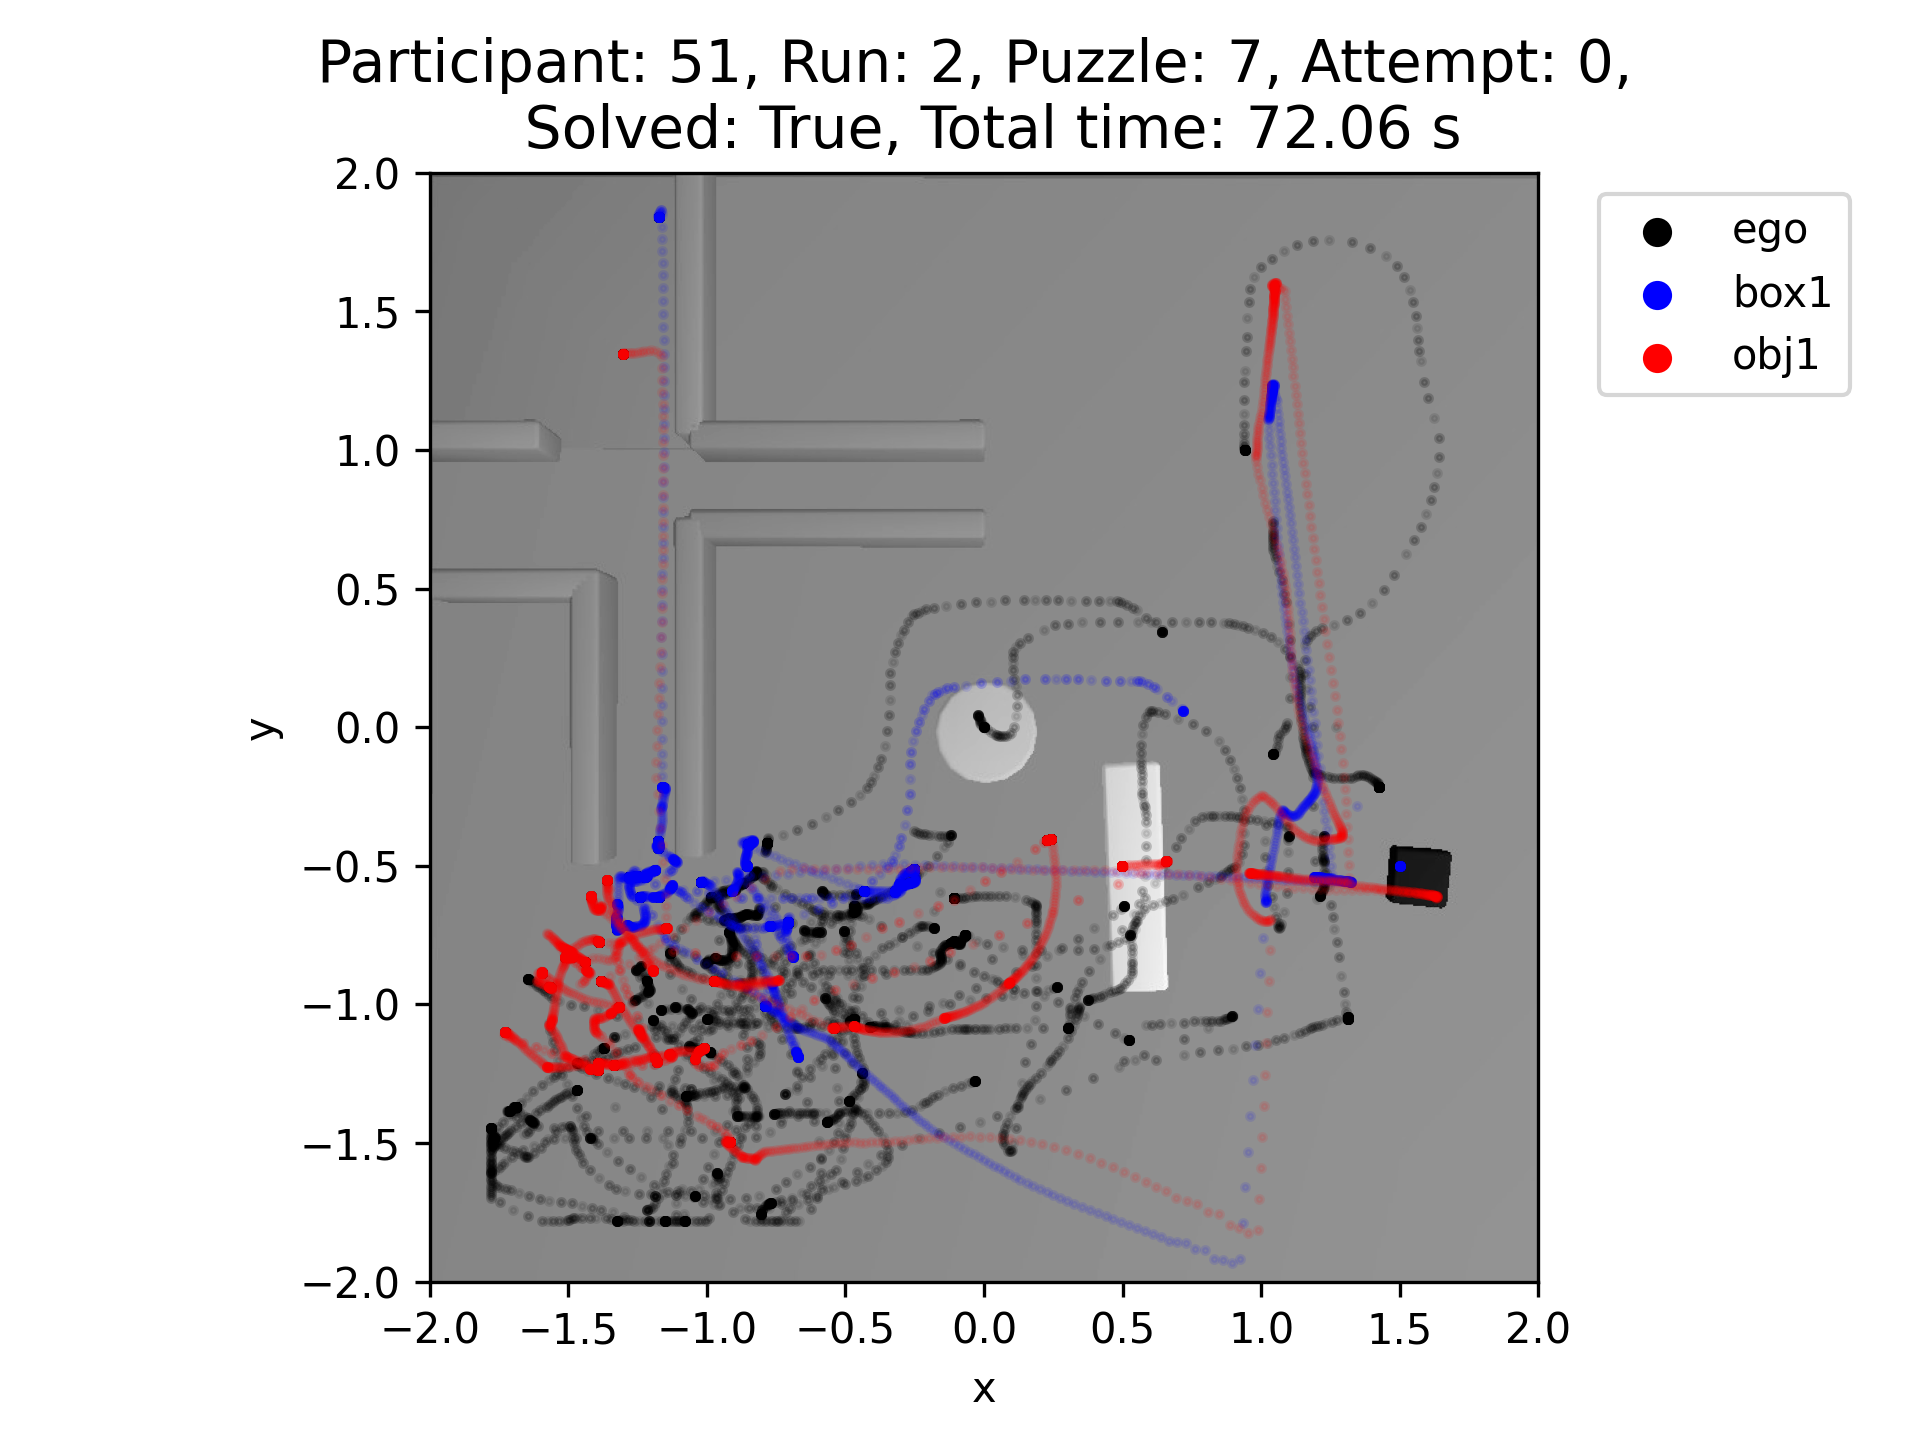 Participant: 51, Run: 2, Puzzle: 7, Attempt: 0,
Solved: True, Total time: 72.06 s
2.0
1.5
1.0
0.5
0.0
−0.5
−1.0
−1.5
−2.0
y
−2.0 −1.5 −1.0 −0.5 0.0 0.5 1.0 1.5 2.0
x
ego
box1
obj1